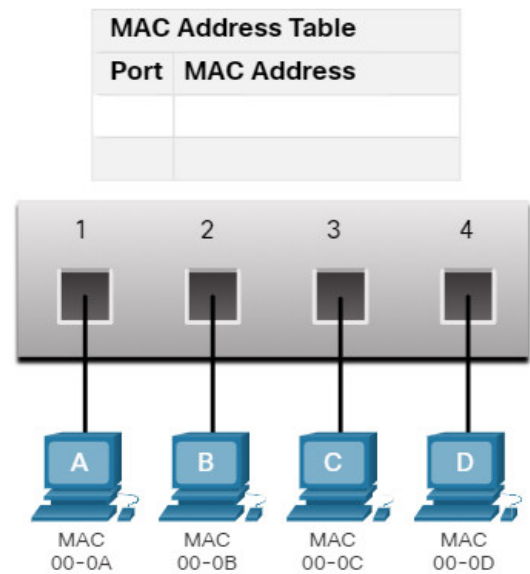 MAC Address Table
Port MAC Address
1 2 3 4
A B C D
MAC MAC MAC MAC
00-0A 00-0B 00-0C 00-0D